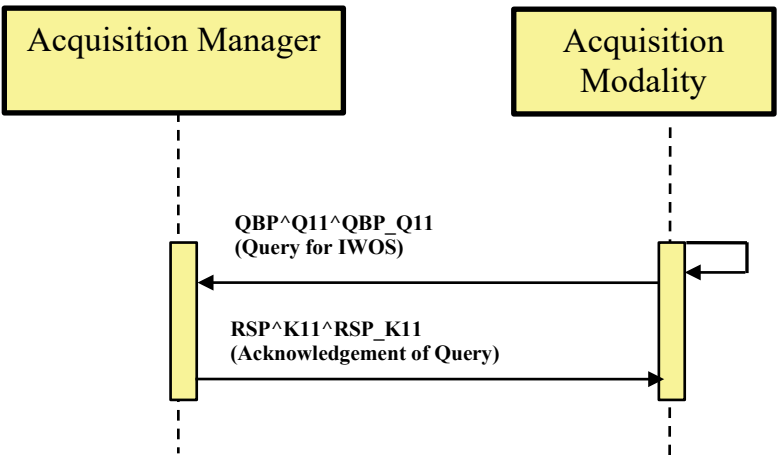 Acquisition Manager
Acquisition
Modality
QBP^Q11^QBP_Q11
(Query for IWOS)
RSP^K11^RSP_K11
(Acknowledgement of Query)